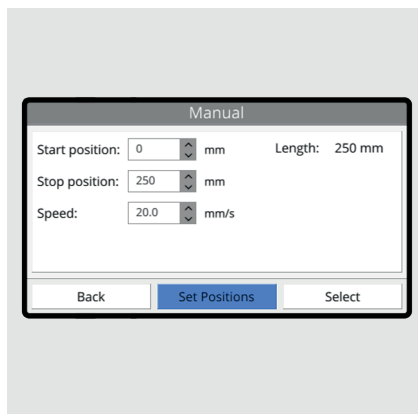 Manual
Start position: 0 mm Length: 250 mm
Stop position: 250 mm
Speed: 20.0 mm/s
Back Set Positions Select